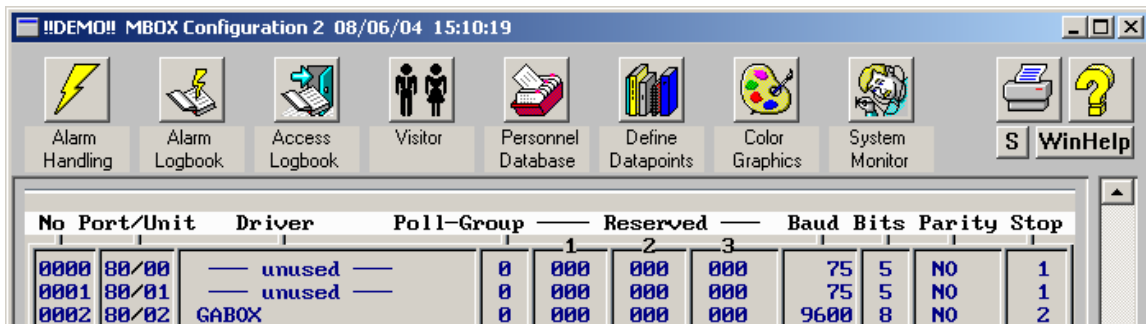 !!DEMO!! MBOX Configuration 2 08/06/04 15:10:19
Alarm Handling
Alarm Logbook
Access Logbook
Visitor
Personnel Database
Define Datapoints
Color Graphics
System Monitor
S WinHelp
No Port/Unit Driver Poll-Group Reserved Baud Bits Parity Stop
1 2 3
0000 80/00 unused 0 000 000 000 75 5 NO 1
0001 80/01 unused 0 000 000 000 75 5 NO 1
0002 80/02 GABOX 0 000 000 000 9600 8 NO 2